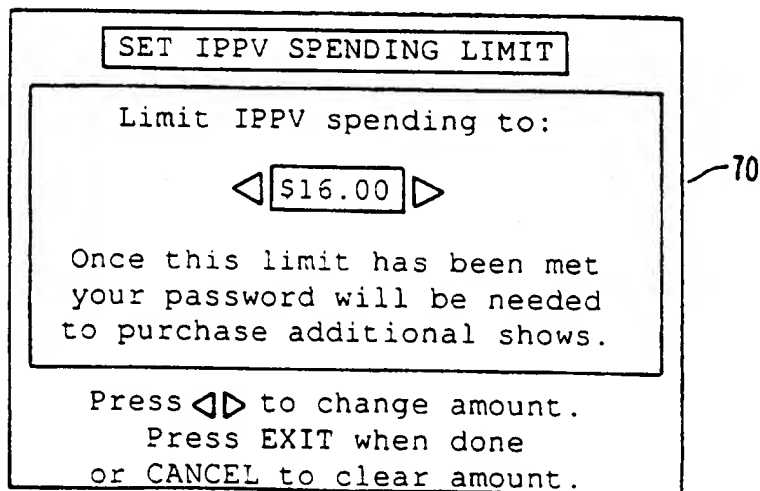 SET IPPV SPENDING LIMIT
Limit IPPV spending to:
$16.00
70
Once this limit has been met
your password will be needed
to purchase additional shows.
Press ◁▷ to change amount.
Press EXIT when done
or CANCEL to clear amount.